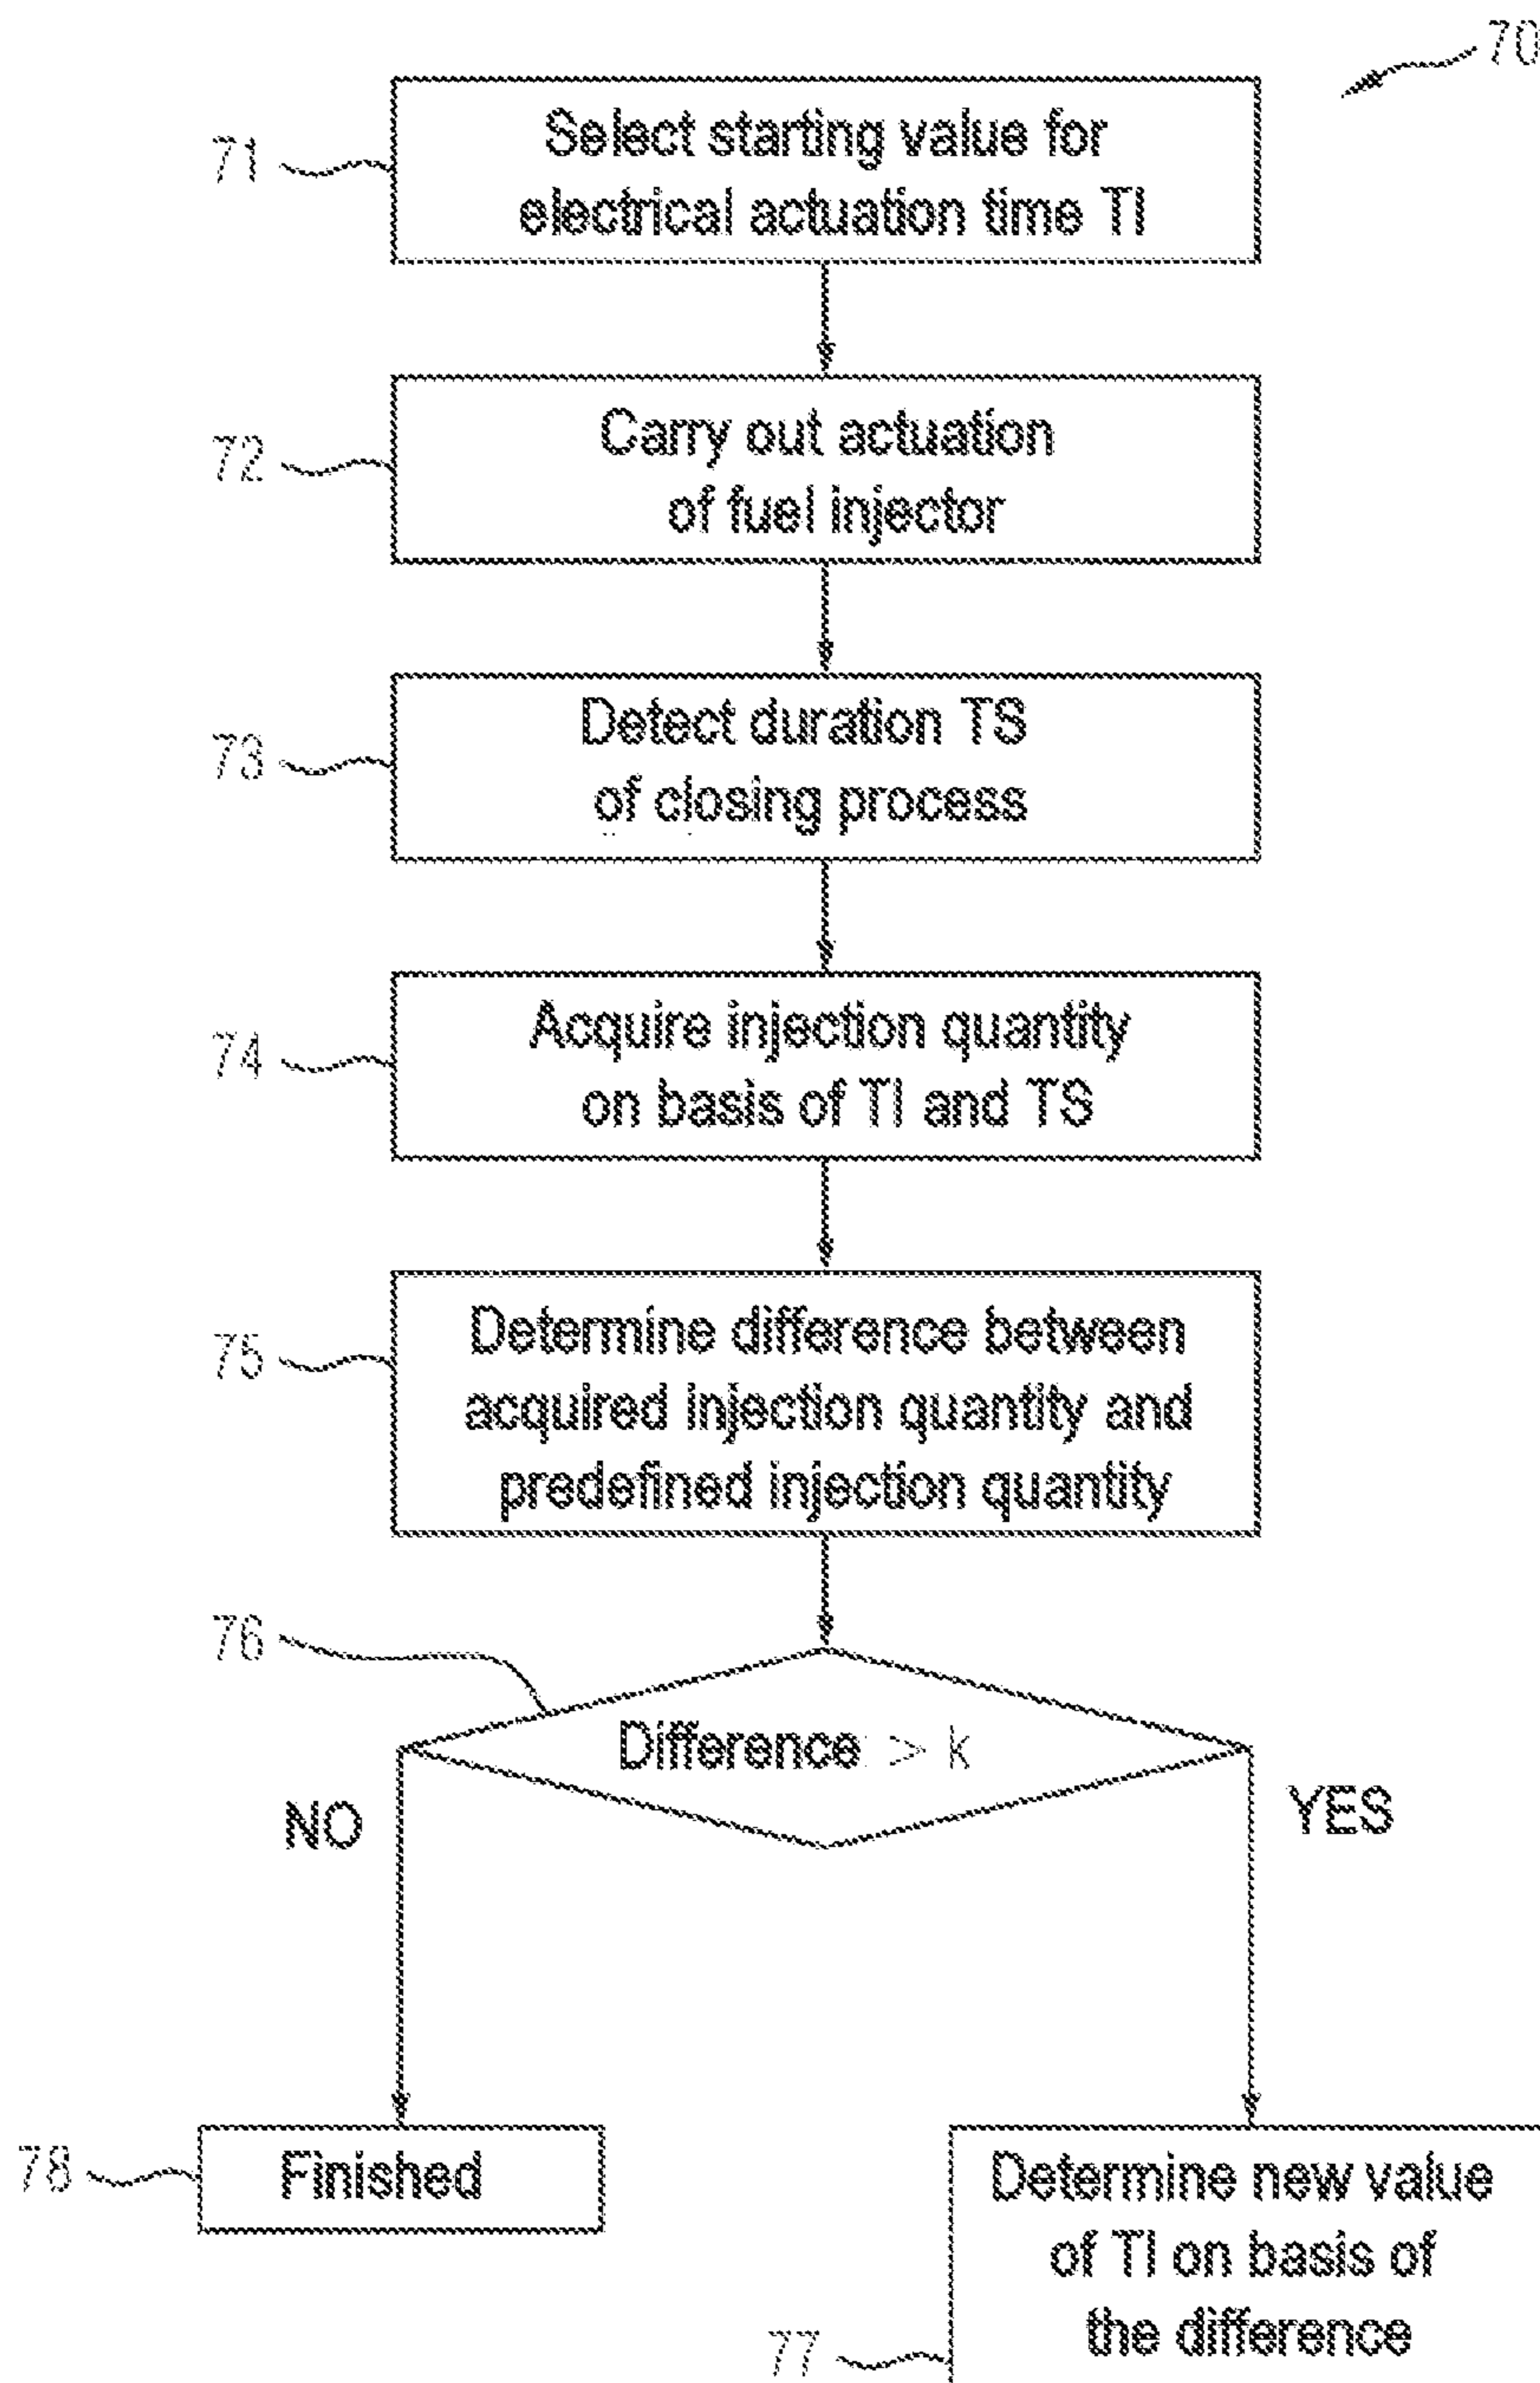 70
71
Select starting value for
electrical actuation time TI
72
Carry out actuation
of fuel injector
73
Detect duration TS
of closing process
74
Acquire injection quantity
on basis of TI and TS
75
Determine difference between
acquired injection quantity and
predefined injection quantity
76
Difference > k
NO
YES
78
Finished
Determine new value
of TI on basis of
the difference
77